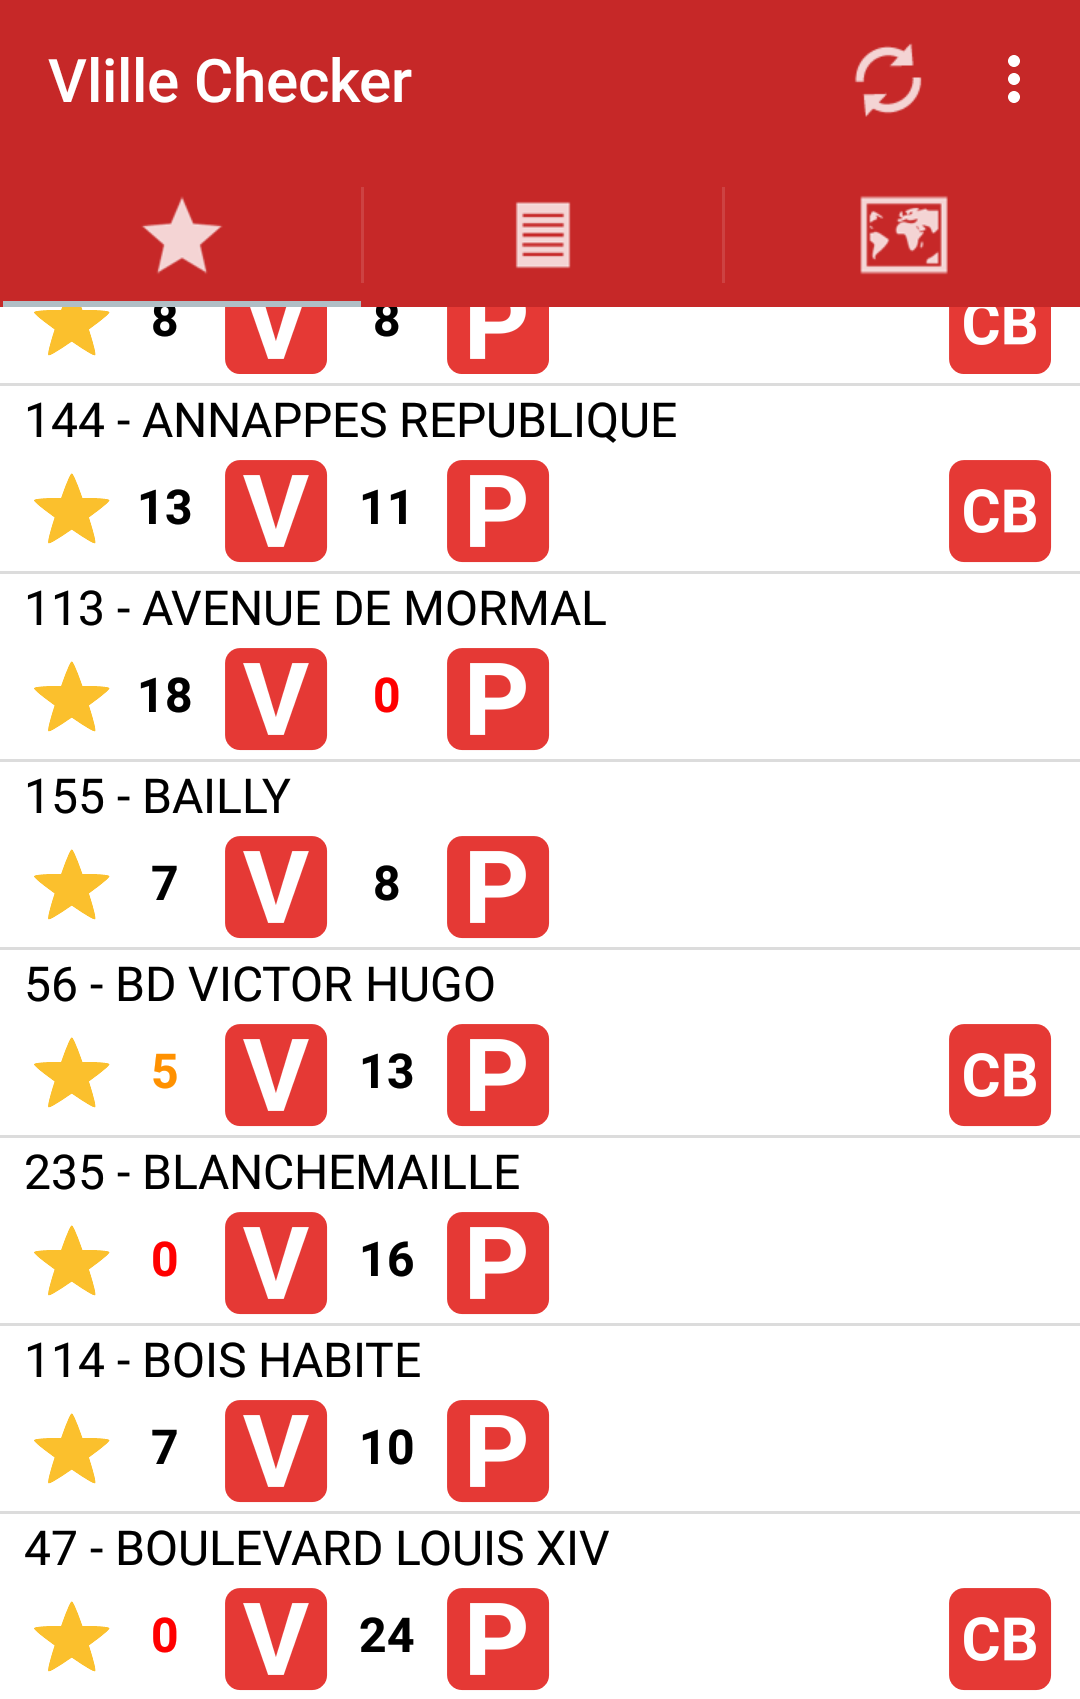 Vlille Checker
8 V 8 P CB
144 - ANNAPPES REPUBLIQUE
13 V 11 P CB
113 - AVENUE DE MORMAL
18 V 0 P
155 - BAILLY
7 V 8 P
56 - BD VICTOR HUGO
5 V 13 P CB
235 - BLANCHEMAILLE
0 V 16 P
114 - BOIS HABITE
7 V 10 P
47 - BOULEVARD LOUIS XIV
0 V 24 P CB